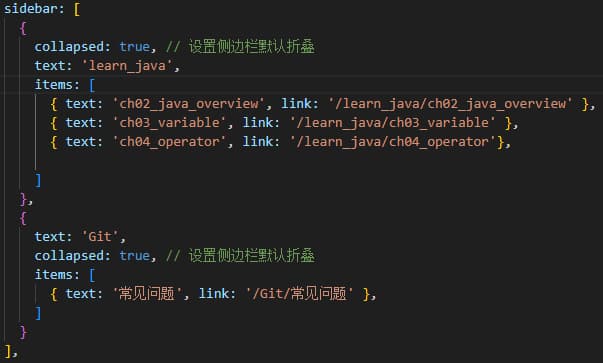 sidebar: [
{
collapsed: true, // 设置侧边栏默认折叠
text: 'learn_java',
items: [
{ text: 'ch02_java_overview', link: '/learn_java/ch02_java_overview' },
{ text: 'ch03_variable', link: '/learn_java/ch03_variable' },
{ text: 'ch04_operator', link: '/learn_java/ch04_operator'},
]
},
{
text: 'Git',
collapsed: true, // 设置侧边栏默认折叠
items: [
{ text: '常见问题', link: '/Git/常见问题' },
]
}
],